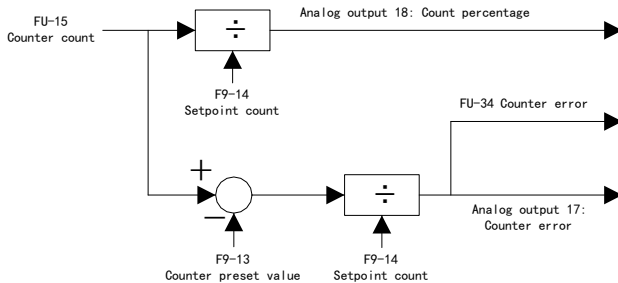 FU-15
Counter count
÷
Analog output 18: Count percentage
F9-14
Setpoint count
FU-34 Counter error
+
−
÷
Analog output 17:
Counter error
F9-13
Counter preset value
F9-14
Setpoint count